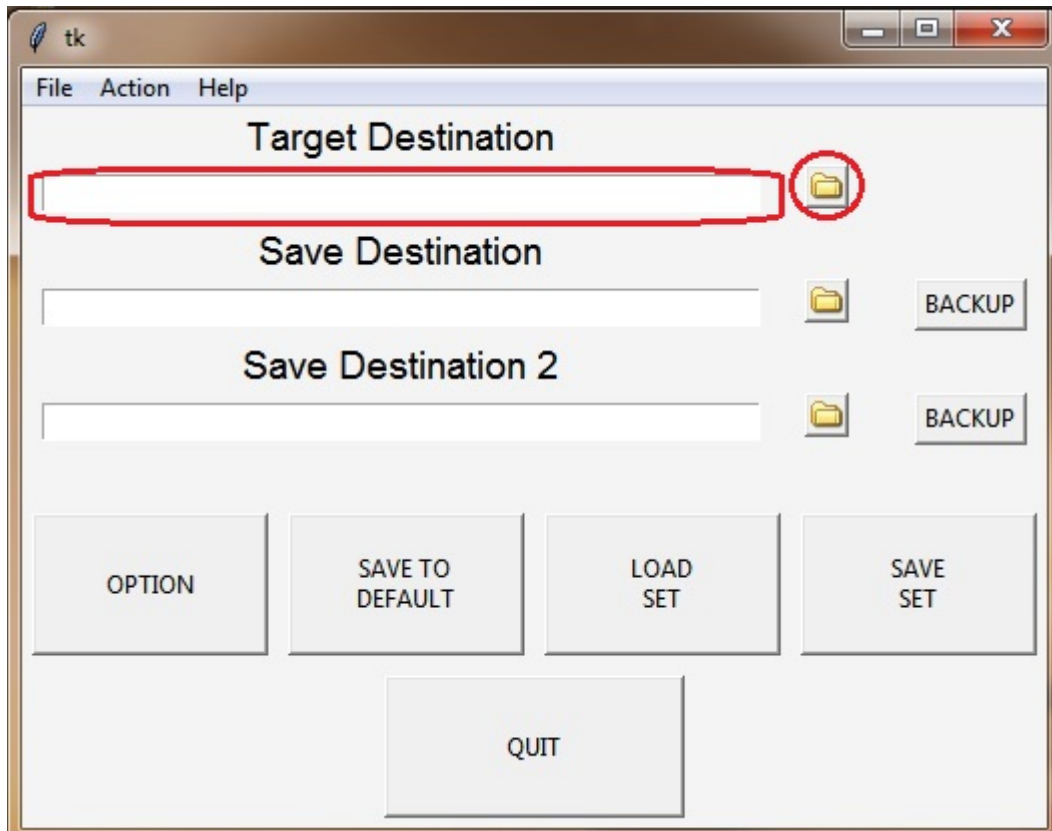 tk
File Action Help
Target Destination
Save Destination
BACKUP
Save Destination 2
BACKUP
OPTION
SAVE TO
DEFAULT
LOAD
SET
SAVE
SET
QUIT